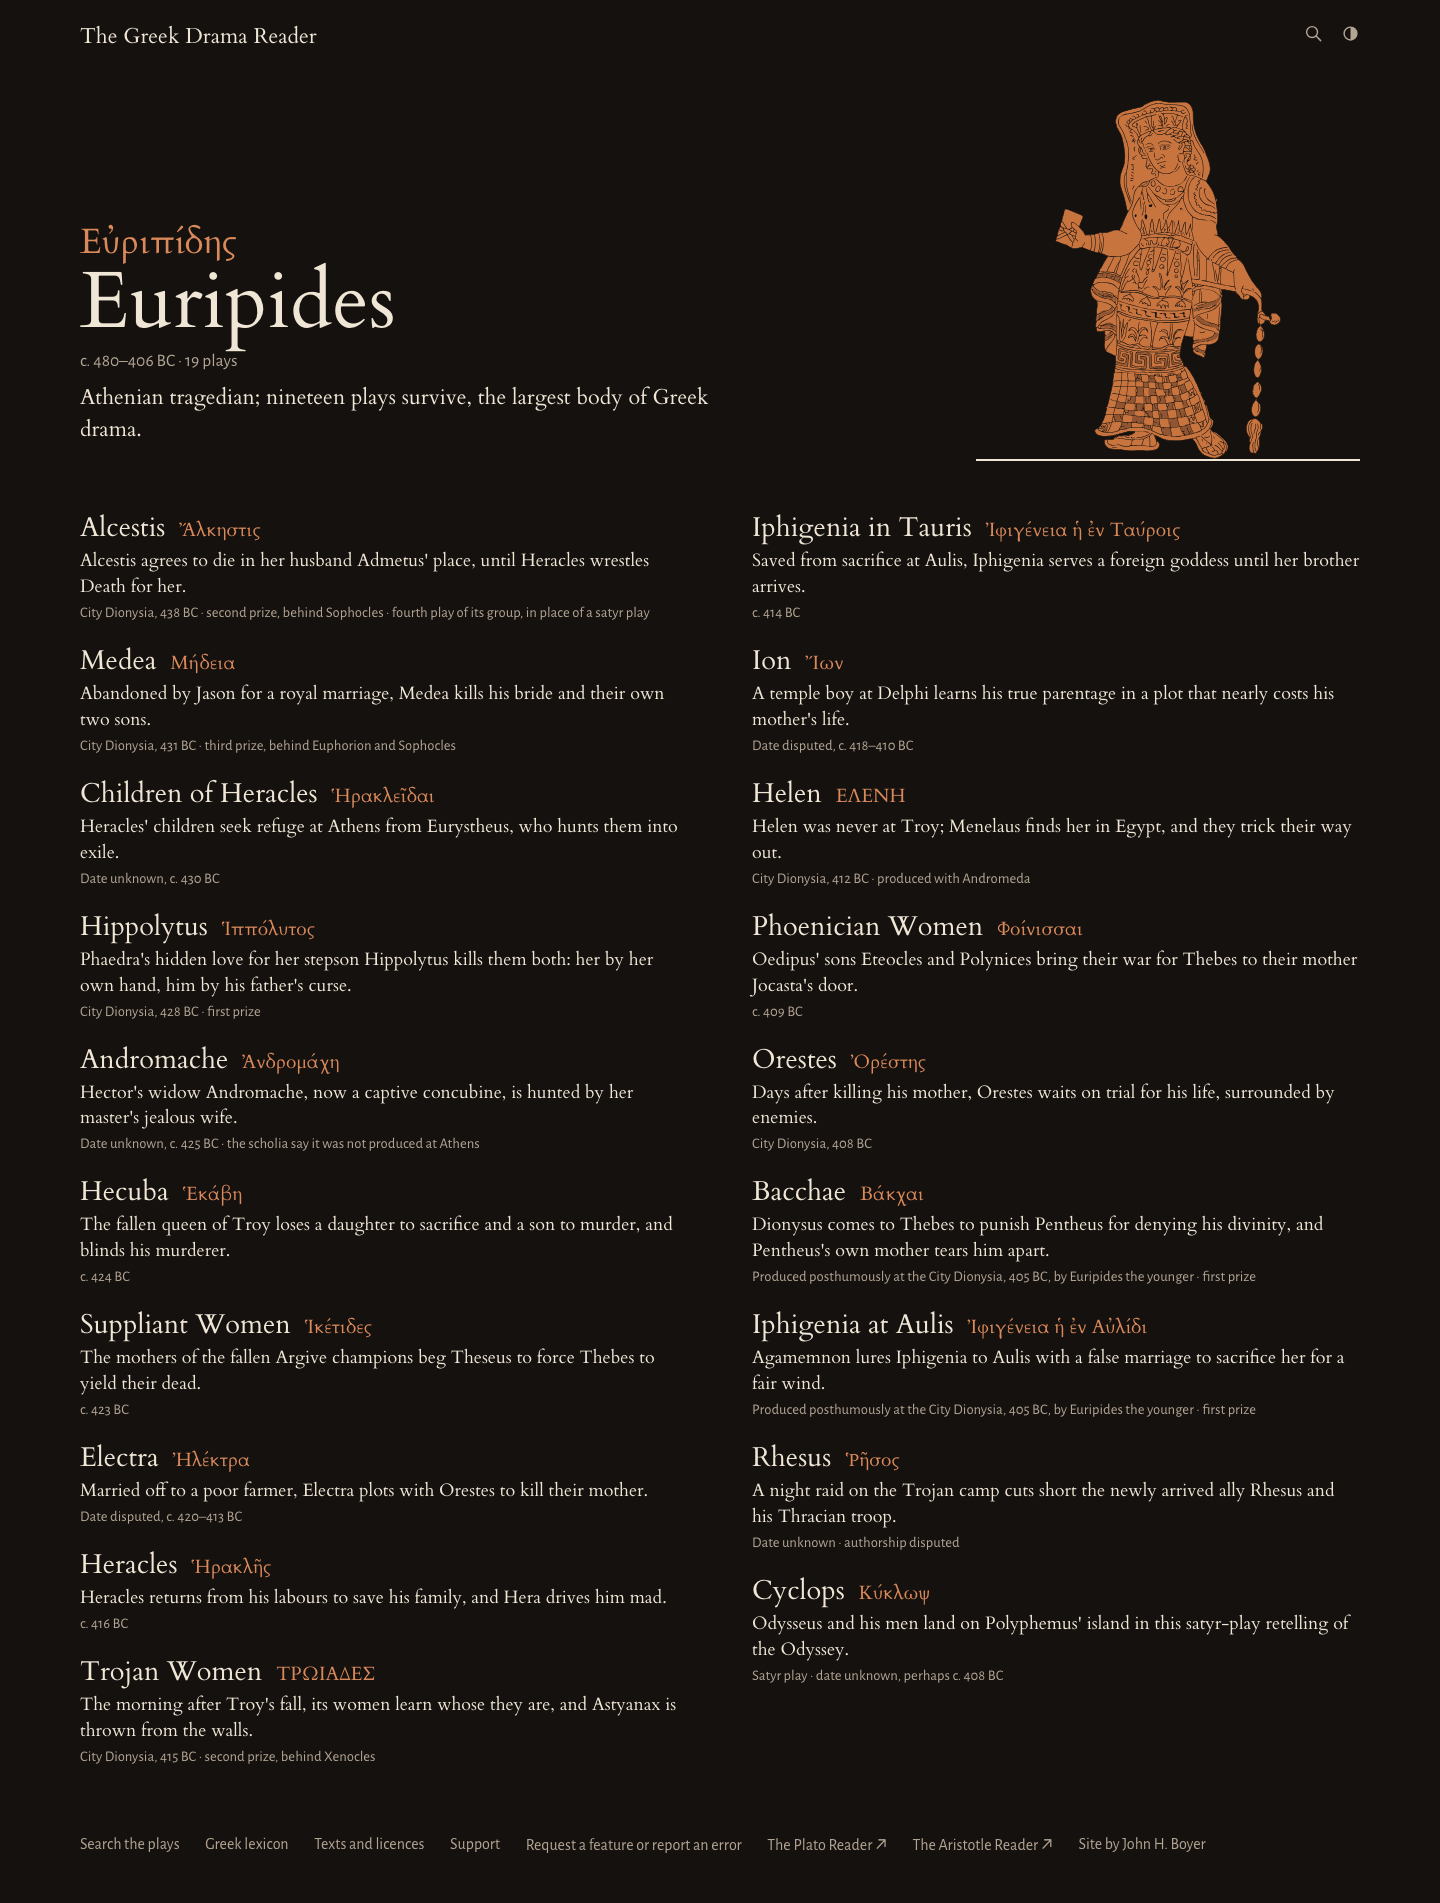 The Greek Drama Reader
Εὐριπίδης
Euripides
c. 480–406 BC · 19 plays
Athenian tragedian; nineteen plays survive, the largest body of Greek
drama.
Alcestis Ἄλκηστις
Alcestis agrees to die in her husband Admetus' place, until Heracles wrestles
Death for her.
City Dionysia, 438 BC · second prize, behind Sophocles · fourth play of its group, in place of a satyr play
Medea Μήδεια
Abandoned by Jason for a royal marriage, Medea kills his bride and their own
two sons.
City Dionysia, 431 BC · third prize, behind Euphorion and Sophocles
Children of Heracles Ἡρακλεῖδαι
Heracles' children seek refuge at Athens from Eurystheus, who hunts them into
exile.
Date unknown, c. 430 BC
Hippolytus Ἱππόλυτος
Phaedra's hidden love for her stepson Hippolytus kills them both: her by her
own hand, him by his father's curse.
City Dionysia, 428 BC · first prize
Andromache Ἀνδρομάχη
Hector's widow Andromache, now a captive concubine, is hunted by her
master's jealous wife.
Date unknown, c. 425 BC · the scholia say it was not produced at Athens
Hecuba Ἑκάβη
The fallen queen of Troy loses a daughter to sacrifice and a son to murder, and
blinds his murderer.
c. 424 BC
Suppliant Women Ἱκέτιδες
The mothers of the fallen Argive champions beg Theseus to force Thebes to
yield their dead.
c. 423 BC
Electra Ἠλέκτρα
Married off to a poor farmer, Electra plots with Orestes to kill their mother.
Date disputed, c. 420–413 BC
Heracles Ἡρακλῆς
Heracles returns from his labours to save his family, and Hera drives him mad.
c. 416 BC
Trojan Women ΤΡΩΙΑΔΕΣ
The morning after Troy's fall, its women learn whose they are, and Astyanax is
thrown from the walls.
City Dionysia, 415 BC · second prize, behind Xenocles
Iphigenia in Tauris Ἰφιγένεια ἡ ἐν Ταύροις
Saved from sacrifice at Aulis, Iphigenia serves a foreign goddess until her brother
arrives.
c. 414 BC
Ion Ἴων
A temple boy at Delphi learns his true parentage in a plot that nearly costs his
mother's life.
Date disputed, c. 418–410 BC
Helen ΕΛΕΝΗ
Helen was never at Troy; Menelaus finds her in Egypt, and they trick their way
out.
City Dionysia, 412 BC · produced with Andromeda
Phoenician Women Φοίνισσαι
Oedipus' sons Eteocles and Polynices bring their war for Thebes to their mother
Jocasta's door.
c. 409 BC
Orestes Ὀρέστης
Days after killing his mother, Orestes waits on trial for his life, surrounded by
enemies.
City Dionysia, 408 BC
Bacchae Βάκχαι
Dionysus comes to Thebes to punish Pentheus for denying his divinity, and
Pentheus's own mother tears him apart.
Produced posthumously at the City Dionysia, 405 BC, by Euripides the younger · first prize
Iphigenia at Aulis Ἰφιγένεια ἡ ἐν Αὐλίδι
Agamemnon lures Iphigenia to Aulis with a false marriage to sacrifice her for a
fair wind.
Produced posthumously at the City Dionysia, 405 BC, by Euripides the younger · first prize
Rhesus Ῥῆσος
A night raid on the Trojan camp cuts short the newly arrived ally Rhesus and
his Thracian troop.
Date unknown · authorship disputed
Cyclops Κύκλωψ
Odysseus and his men land on Polyphemus' island in this satyr-play retelling of
the Odyssey.
Satyr play · date unknown, perhaps c. 408 BC
Search the plays Greek lexicon Texts and licences Support Request a feature or report an error The Plato Reader ↗ The Aristotle Reader ↗ Site by John H. Boyer